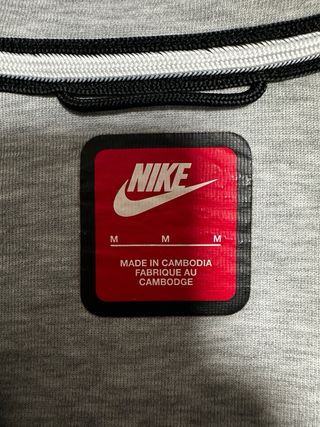 NIKE
M M M
MADE IN CAMBODIA
FABRIQUE AU
CAMBODGE